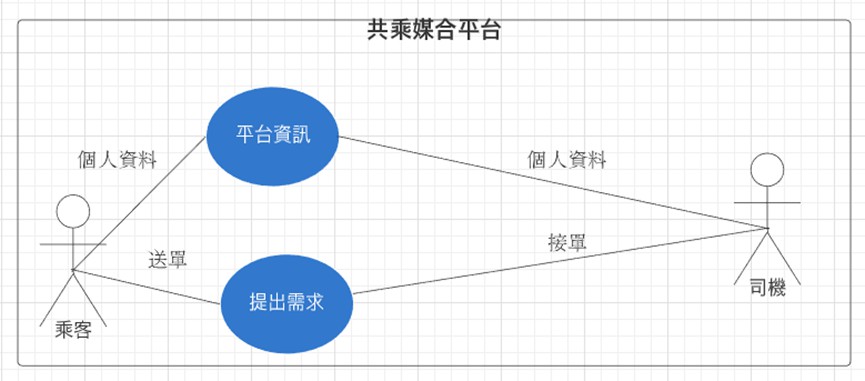 共乘媒合平台
平台資訊
個人資料
個人資料
送單
接單
提出需求
司機
乘客